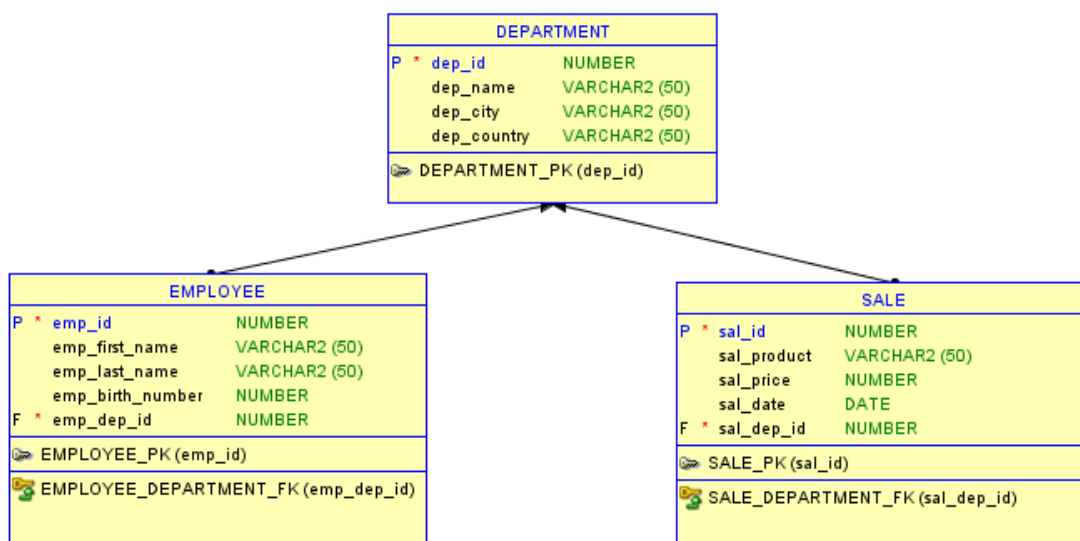 DEPARTMENT
P * dep_id NUMBER
dep_name VARCHAR2 (50)
dep_city VARCHAR2 (50)
dep_country VARCHAR2 (50)
DEPARTMENT_PK (dep_id)
EMPLOYEE
P * emp_id NUMBER
emp_first_name VARCHAR2 (50)
emp_last_name VARCHAR2 (50)
emp_birth_number NUMBER
F * emp_dep_id NUMBER
EMPLOYEE_PK (emp_id)
EMPLOYEE_DEPARTMENT_FK (emp_dep_id)
SALE
P * sal_id NUMBER
sal_product VARCHAR2 (50)
sal_price NUMBER
sal_date DATE
F * sal_dep_id NUMBER
SALE_PK (sal_id)
SALE_DEPARTMENT_FK (sal_dep_id)